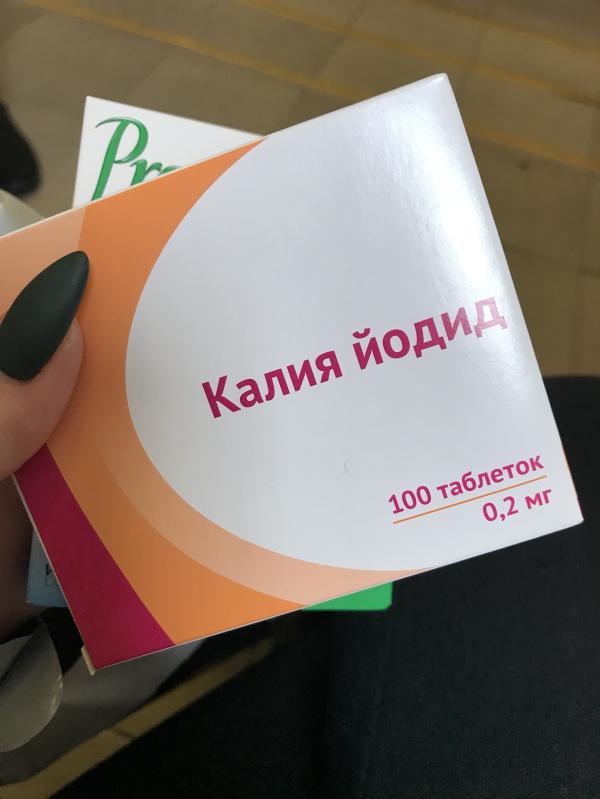 Калия йодид
100 таблеток
0,2 мг